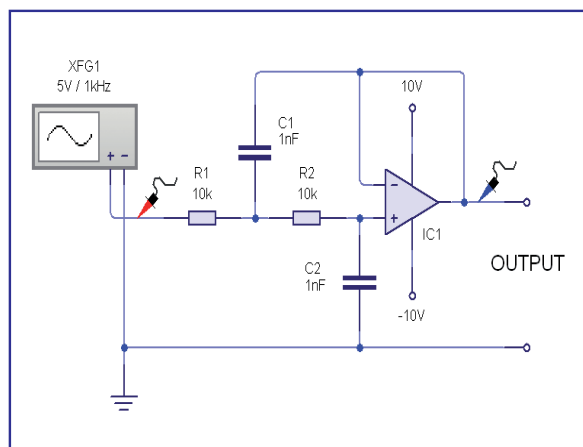 XFG1
5V / 1kHz
10V
C1
1nF
R1
10k
R2
10k
IC1
C2
1nF
OUTPUT
-10V